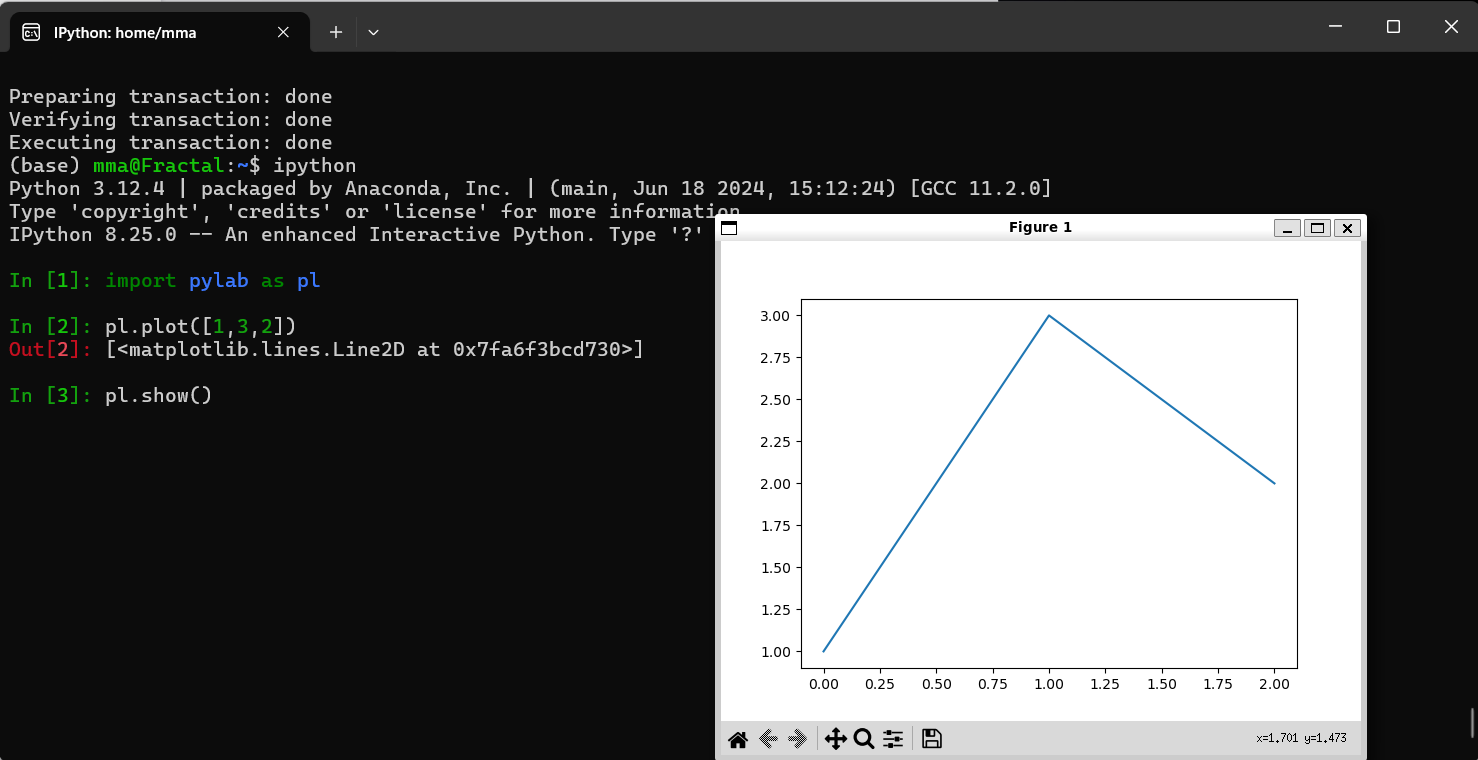 IPython: home/mma
Preparing transaction: done
Verifying transaction: done
Executing transaction: done
(base) mma@Fractal:~$ ipython
Python 3.12.4 | packaged by Anaconda, Inc. | (main, Jun 18 2024, 15:12:24) [GCC 11.2.0]
Type 'copyright', 'credits' or 'license' for more information
IPython 8.25.0 -- An enhanced Interactive Python. Type '?'
In [1]: import pylab as pl
In [2]: pl.plot([1,3,2])
Out[2]: [<matplotlib.lines.Line2D at 0x7fa6f3bcd730>]
In [3]: pl.show()
Figure 1
3.00
2.75
2.50
2.25
2.00
1.75
1.50
1.25
1.00
0.00 0.25 0.50 0.75 1.00 1.25 1.50 1.75 2.00
x=1.701 y=1.473